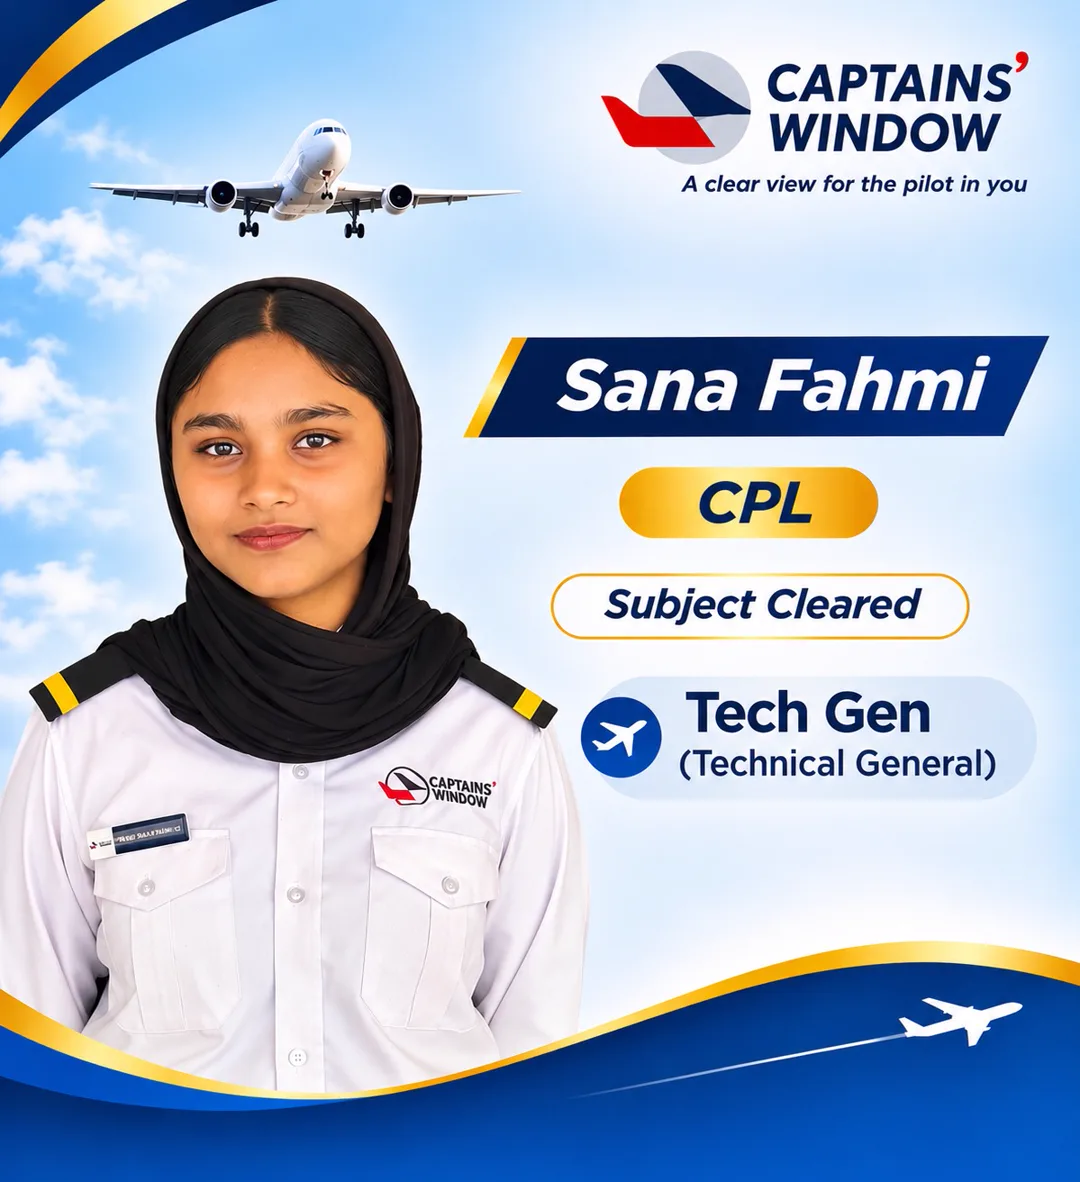 CAPTAINS’
WINDOW
A clear view for the pilot in you
Sana Fahmi
CPL
Subject Cleared
Tech Gen
(Technical General)
CAPTAINS’
WINDOW